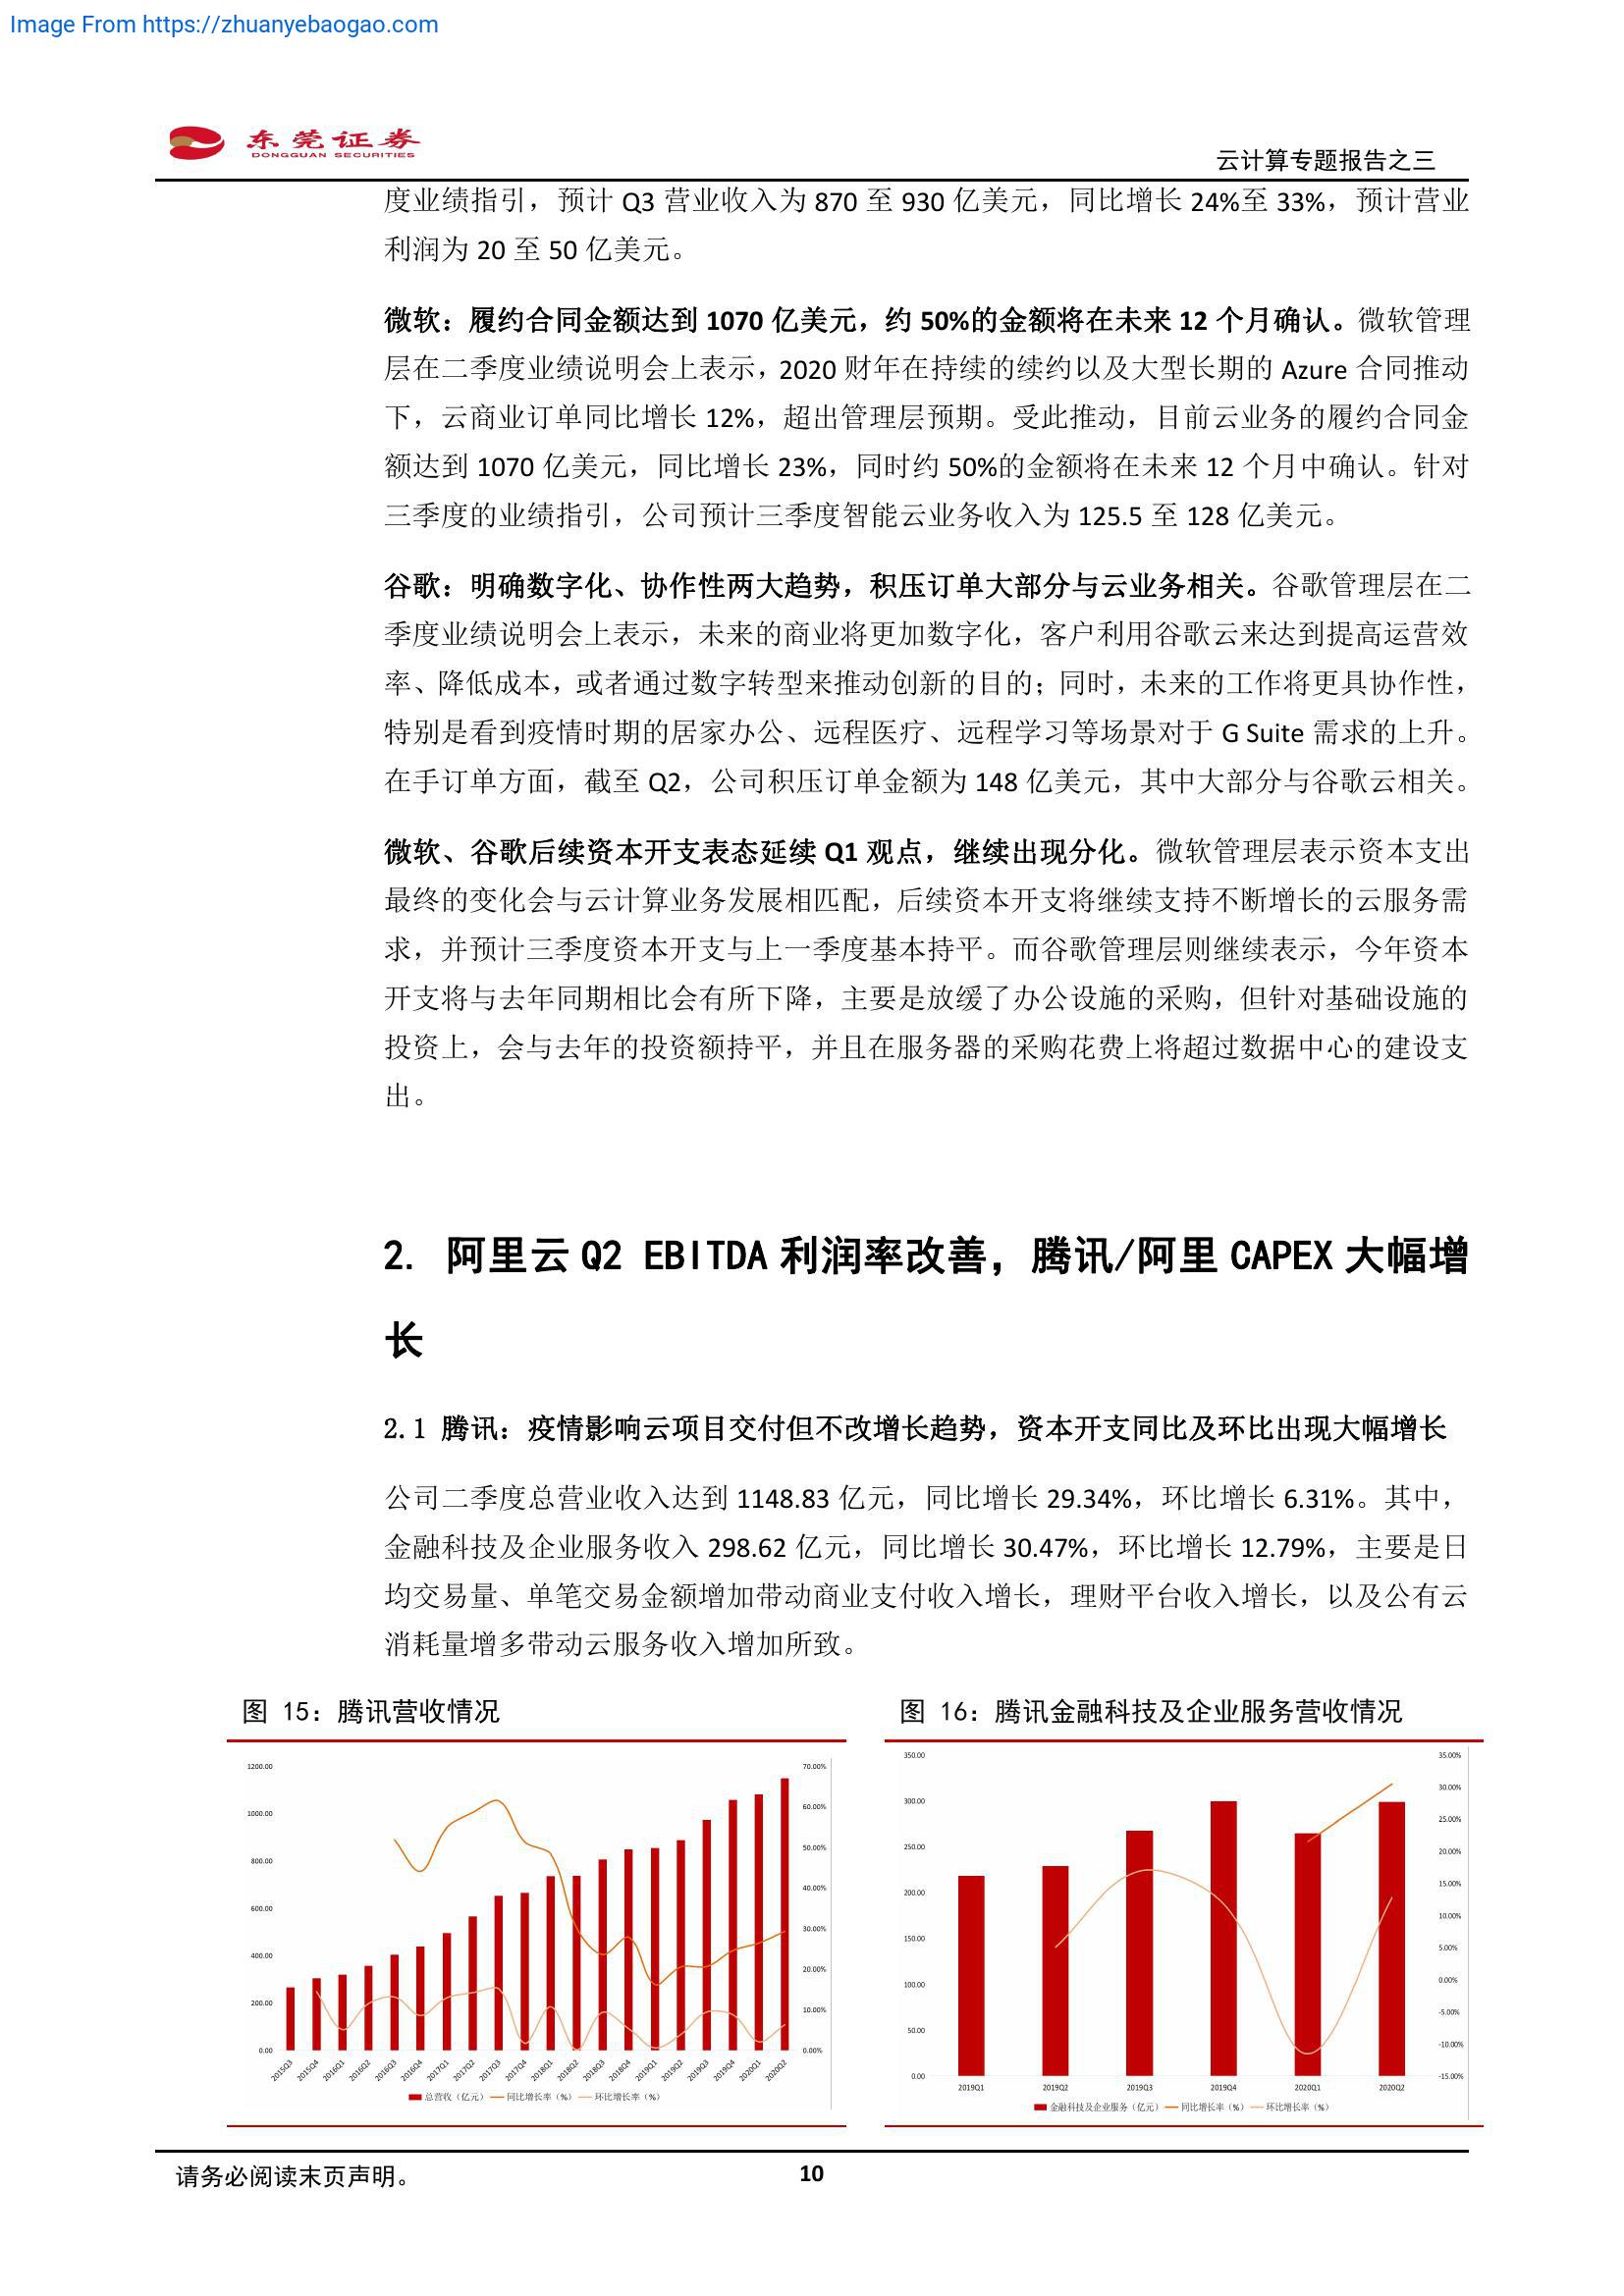 Image From https://zhuanyebaogao.com
东莞证券
DONGGUAN SECURITIES
云计算专题报告之三
度业绩指引，预计 Q3 营业收入为 870 至 930 亿美元，同比增长 24%至 33%，预计营业
利润为 20 至 50 亿美元。
微软：履约合同金额达到 1070 亿美元，约 50%的金额将在未来 12 个月确认。微软管理
层在二季度业绩说明会上表示，2020 财年在持续的续约以及大型长期的 Azure 合同推动
下，云商业订单同比增长 12%，超出管理层预期。受此推动，目前云业务的履约合同金
额达到 1070 亿美元，同比增长 23%，同时约 50%的金额将在未来 12 个月中确认。针对
三季度的业绩指引，公司预计三季度智能云业务收入为 125.5 至 128 亿美元。
谷歌：明确数字化、协作性两大趋势，积压订单大部分与云业务相关。谷歌管理层在二
季度业绩说明会上表示，未来的商业将更加数字化，客户利用谷歌云来达到提高运营效
率、降低成本，或者通过数字转型来推动创新的目的；同时，未来的工作将更具协作性，
特别是看到疫情时期的居家办公、远程医疗、远程学习等场景对于 G Suite 需求的上升。
在手订单方面，截至 Q2，公司积压订单金额为 148 亿美元，其中大部分与谷歌云相关。
微软、谷歌后续资本开支表态延续 Q1 观点，继续出现分化。微软管理层表示资本支出
最终的变化会与云计算业务发展相匹配，后续资本开支将继续支持不断增长的云服务需
求，并预计三季度资本开支与上一季度基本持平。而谷歌管理层则继续表示，今年资本
开支将与去年同期相比会有所下降，主要是放缓了办公设施的采购，但针对基础设施的
投资上，会与去年的投资额持平，并且在服务器的采购花费上将超过数据中心的建设支
出。
2. 阿里云 Q2 EBITDA 利润率改善，腾讯/阿里 CAPEX 大幅增
长
2.1 腾讯：疫情影响云项目交付但不改增长趋势，资本开支同比及环比出现大幅增长
公司二季度总营业收入达到 1148.83 亿元，同比增长 29.34%，环比增长 6.31%。其中，
金融科技及企业服务收入 298.62 亿元，同比增长 30.47%，环比增长 12.79%，主要是日
均交易量、单笔交易金额增加带动商业支付收入增长，理财平台收入增长，以及公有云
消耗量增多带动云服务收入增加所致。
图 15：腾讯营收情况
1200.00
1000.00
800.00
600.00
400.00
200.00
0.00
70.00%
60.00%
50.00%
40.00%
30.00%
20.00%
10.00%
0.00%
2015Q3 2015Q4 2016Q1 2016Q2 2016Q3 2016Q4 2017Q1 2017Q2 2017Q3 2017Q4 2018Q1 2018Q2 2018Q3 2018Q4 2019Q1 2019Q2 2019Q3 2019Q4 2020Q1 2020Q2
总营收（亿元） 同比增长率（%） 环比增长率（%）
图 16：腾讯金融科技及企业服务营收情况
350.00
300.00
250.00
200.00
150.00
100.00
50.00
0.00
35.00%
30.00%
25.00%
20.00%
15.00%
10.00%
5.00%
0.00%
-5.00%
-10.00%
-15.00%
2019Q1 2019Q2 2019Q3 2019Q4 2020Q1 2020Q2
金融科技及企业服务（亿元） 同比增长率（%） 环比增长率（%）
请务必阅读末页声明。
10